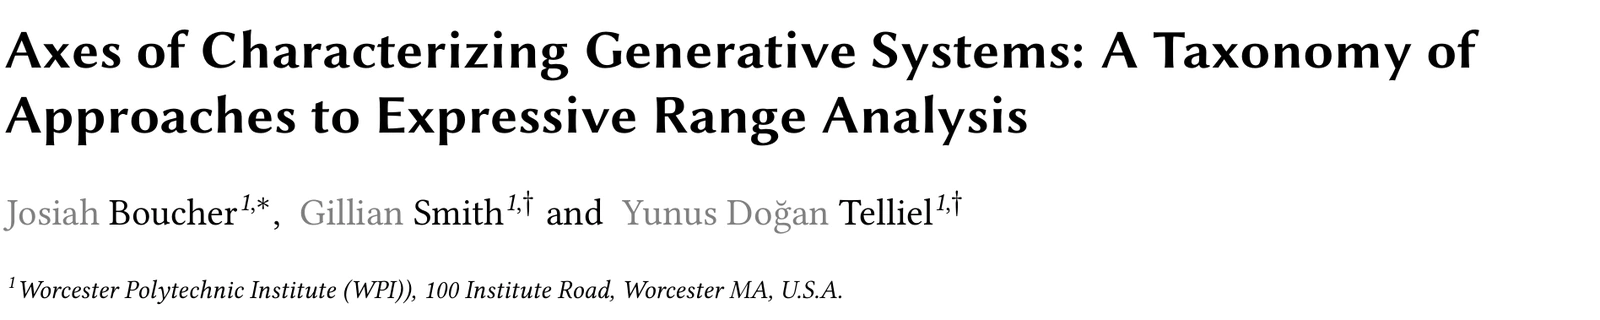 Axes of Characterizing Generative Systems: A Taxonomy of
Approaches to Expressive Range Analysis
Josiah Boucher1,*, Gillian Smith1,† and Yunus Doğan Telliel1,†
1Worcester Polytechnic Institute (WPI)), 100 Institute Road, Worcester MA, U.S.A.